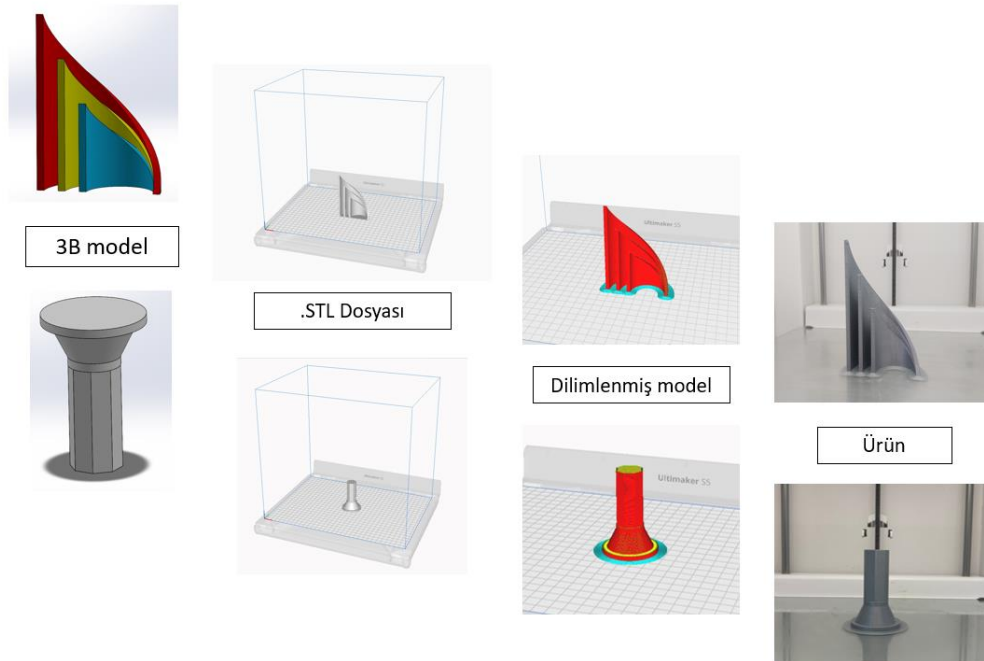 3B model
.STL Dosyası
Ultimaker S5
Dilimlenmiş model
Ultimaker S5
Ürün